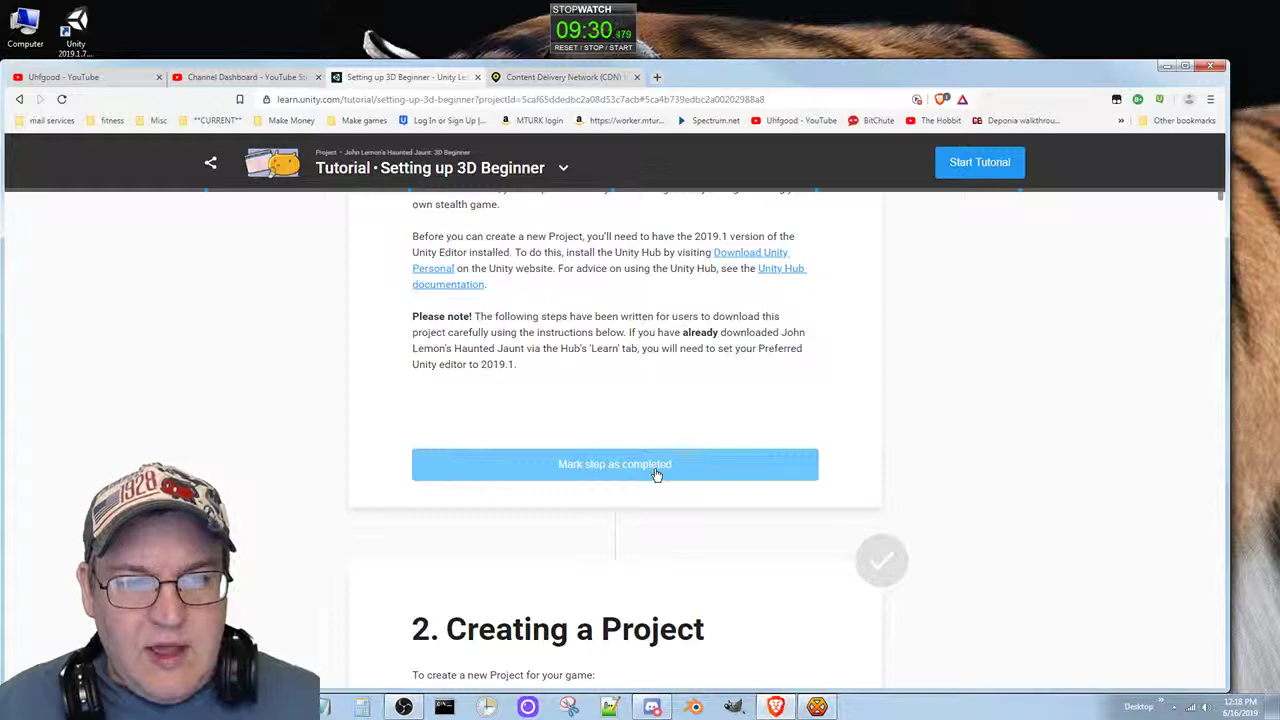 STOPWATCH
09:30 479
RESET / STOP / START
Computer
Unity
2019.1.7...
Uhfgood - YouTube
Channel Dashboard - YouTube St
Setting up 3D Beginner - Unity Le
Content Delivery Network (CDN)
learn.unity.com/tutorial/setting-up-3d-beginner?projectId=5caf65ddedbc2a08d53c7acb#5ca4b739edbc2a00202988a8
mail services
fitness
Misc
**CURRENT**
Make Money
Make games
Log In or Sign Up |...
MTURK login
https://worker.mtur...
Spectrum.net
Uhfgood - YouTube
BitChute
The Hobbit
Deponia walkthrou...
»
Other bookmarks
Project • John Lemon's Haunted Jaunt: 3D Beginner
Tutorial • Setting up 3D Beginner
Start Tutorial
own stealth game.
Before you can create a new Project, you'll need to have the 2019.1 version of the
Unity Editor installed. To do this, install the Unity Hub by visiting Download Unity
Personal on the Unity website. For advice on using the Unity Hub, see the Unity Hub
documentation.
Please note! The following steps have been written for users to download this
project carefully using the instructions below. If you have already downloaded John
Lemon's Haunted Jaunt via the Hub's 'Learn' tab, you will need to set your Preferred
Unity editor to 2019.1.
Mark step as completed
2. Creating a Project
To create a new Project for your game:
1928
Desktop
»
12:18 PM
6/16/2019